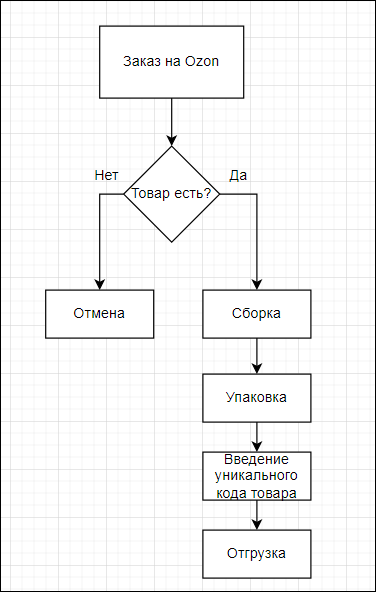 Заказ на Ozon
Нет
Да
Товар есть?
Отмена
Сборка
Упаковка
Введение
уникального
кода товара
Отгрузка